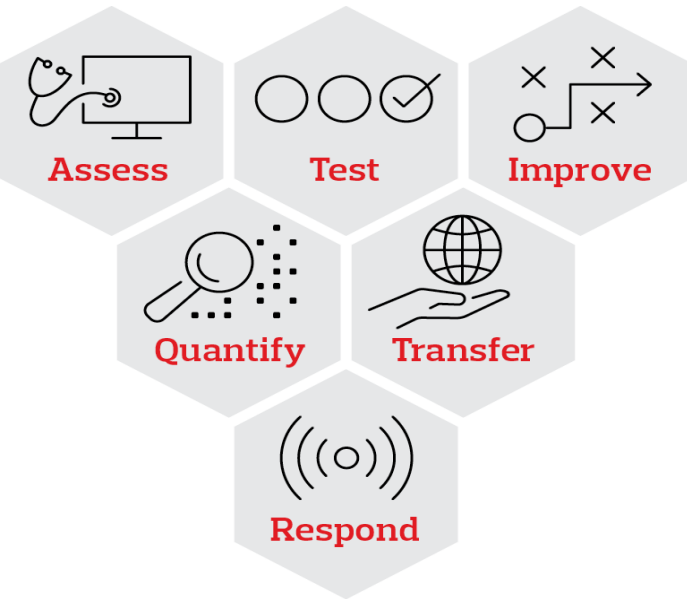 Assess
Test
Improve
Quantify
Transfer
Respond